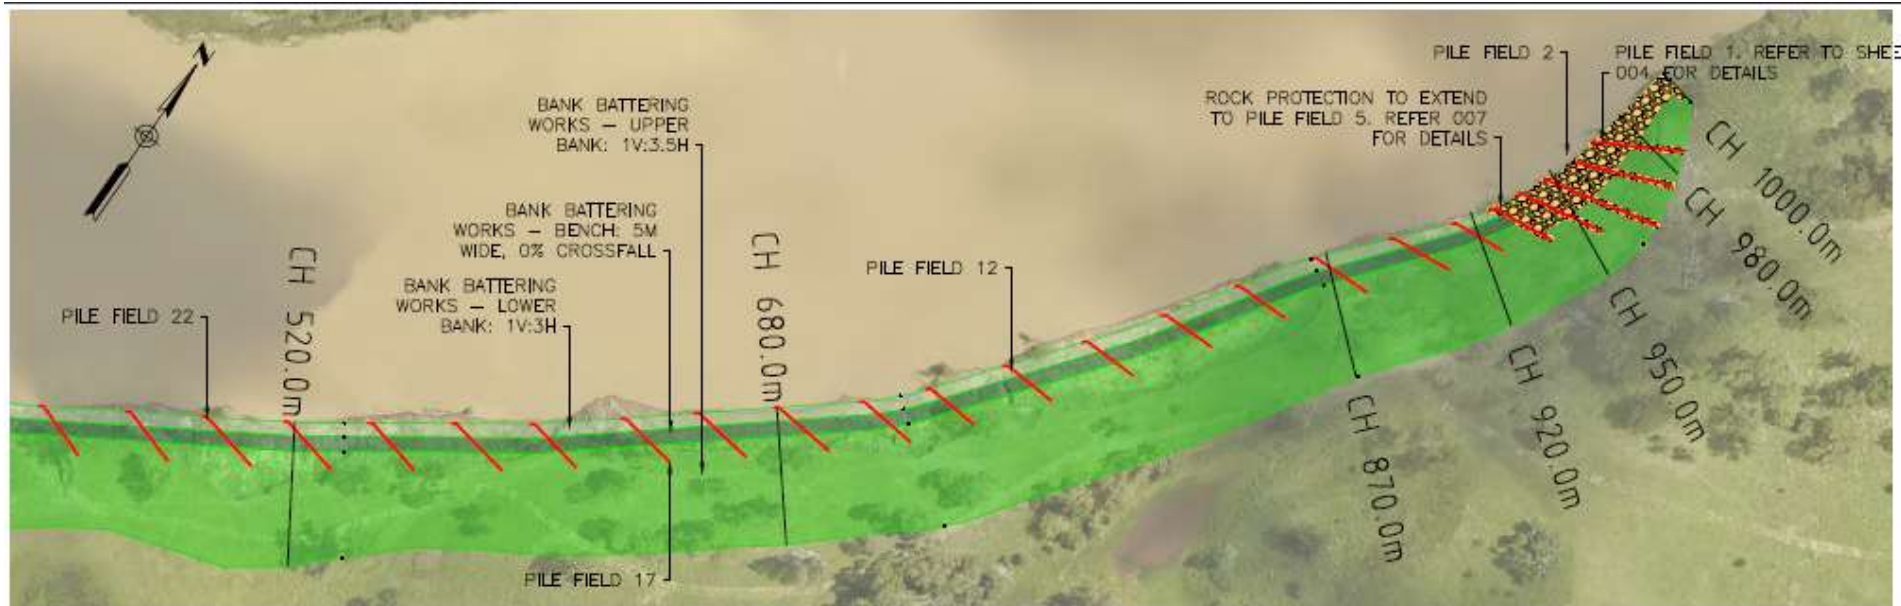 N
BANK BATTERING
WORKS – UPPER
BANK: 1V:3.5H
BANK BATTERING
WORKS – BENCH: 5M
WIDE, 0% CROSSFALL
BANK BATTERING
WORKS – LOWER
BANK: 1V:3H
PILE FIELD 22
CH 520.0m
PILE FIELD 17
CH 680.0m
PILE FIELD 12
ROCK PROTECTION TO EXTEND
TO PILE FIELD 5. REFER 007
FOR DETAILS
PILE FIELD 2
PILE FIELD 1. REFER TO SHEE
004 FOR DETAILS
CH 870.0m
CH 920.0m
CH 950.0m
CH 980.0m
CH 1000.0m